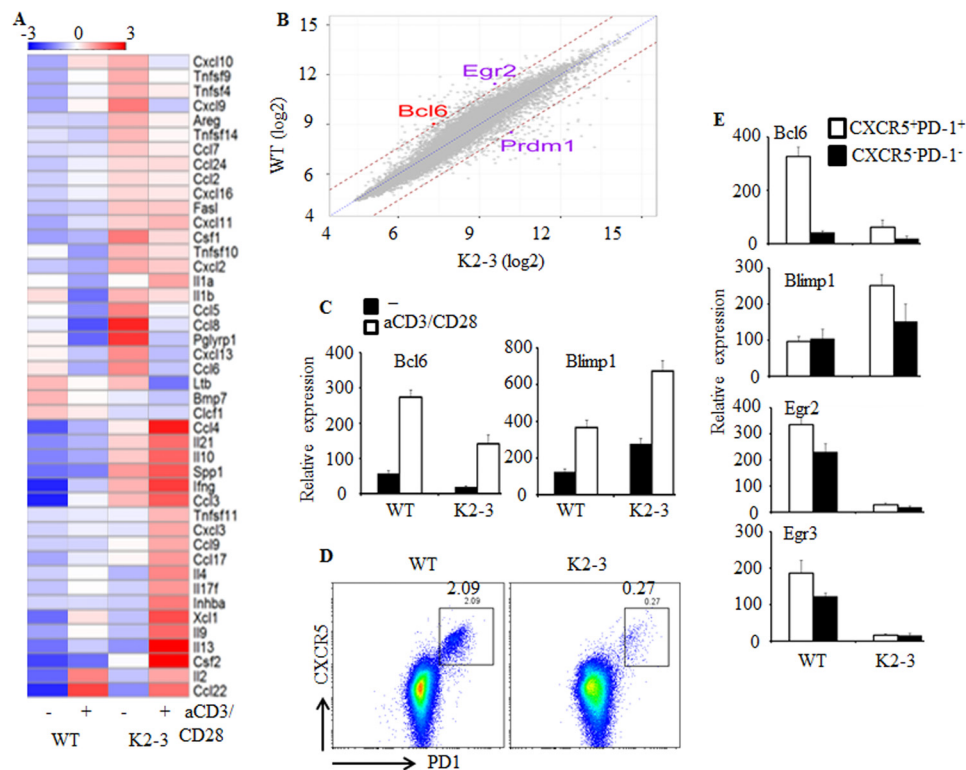 A
-3 0 3
Cxcl10
Tnfsf9
Tnfsf4
Cxcl9
Areg
Tnfsf14
Ccl7
Ccl24
Ccl2
Cxcl16
Fasl
Cxcl11
Csf1
Tnfsf10
Cxcl2
Il1a
Il1b
Ccl5
Ccl8
Pglyrp1
Cxcl13
Ccl6
Ltb
Bmp7
Clcf1
Ccl4
Il21
Il10
Spp1
Ifng
Ccl3
Tnfsf11
Cxcl3
Ccl9
Ccl17
Il4
Il17f
Inhba
Xcl1
Il9
Il13
Csf2
Il2
Ccl22
- + - + aCD3/
WT K2-3 CD28
B
15
12
9
6
4
WT (log2)
Egr2
Bcl6
Prdm1
4 6 9 12 15
K2-3 (log2)
C
–
aCD3/CD28
Relative expression
Bcl6
400
300
200
100
0
WT K2-3
Blimp1
800
600
400
200
0
WT K2-3
D
WT K2-3
2.09
2.09
0.27
0.27
CXCR5
PD1
E
CXCR5+PD-1+
CXCR5-PD-1-
Relative expression
Bcl6
400
200
0
Blimp1
300
200
100
0
Egr2
400
300
200
100
0
Egr3
300
200
100
0
WT K2-3